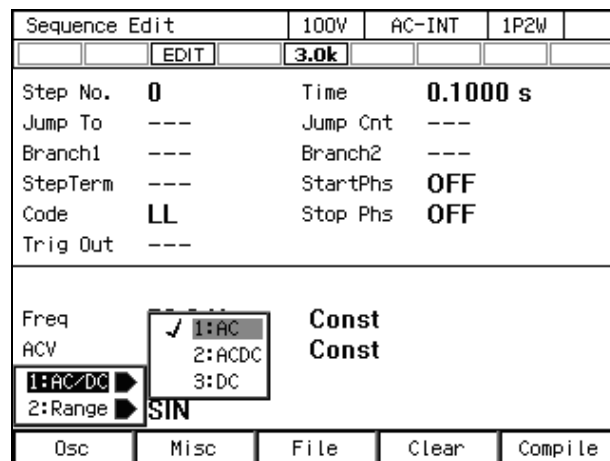 Sequence Edit 100V AC-INT 1P2W
EDIT 3.0k
Step No. 0 Time 0.1000 s
Jump To --- Jump Cnt ---
Branch1 --- Branch2 ---
StepTerm --- StartPhs OFF
Code LL Stop Phs OFF
Trig Out ---
Freq Const
✓ 1:AC
ACV 2:ACDC Const
1:AC/DC 3:DC
2:Range SIN
Osc Misc File Clear Compile